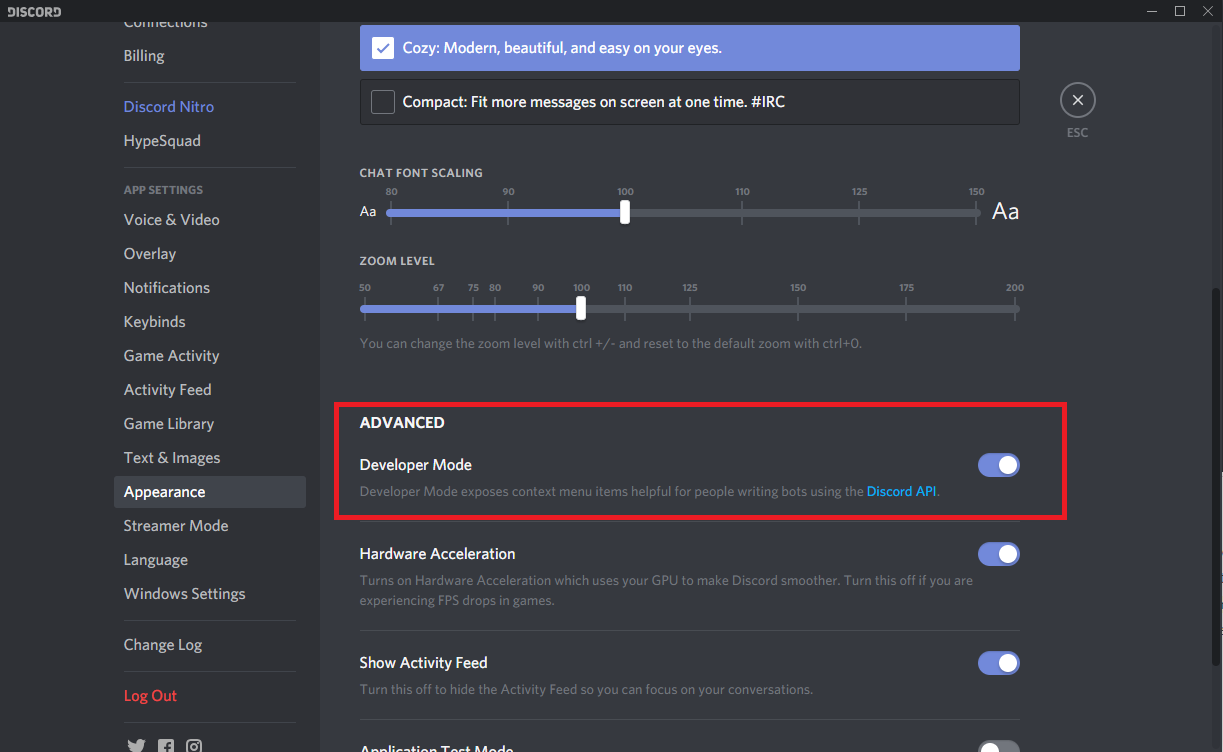 DISCORD
Connections
Billing
Discord Nitro
HypeSquad
APP SETTINGS
Voice & Video
Overlay
Notifications
Keybinds
Game Activity
Activity Feed
Game Library
Text & Images
Appearance
Streamer Mode
Language
Windows Settings
Change Log
Log Out
Cozy: Modern, beautiful, and easy on your eyes.
Compact: Fit more messages on screen at one time. #IRC
ESC
CHAT FONT SCALING
80 90 100 110 125 150
Aa Aa
ZOOM LEVEL
50 67 75 80 90 100 110 125 150 175 200
You can change the zoom level with ctrl +/- and reset to the default zoom with ctrl+0.
ADVANCED
Developer Mode
Developer Mode exposes context menu items helpful for people writing bots using the Discord API.
Hardware Acceleration
Turns on Hardware Acceleration which uses your GPU to make Discord smoother. Turn this off if you are
experiencing FPS drops in games.
Show Activity Feed
Turn this off to hide the Activity Feed so you can focus on your conversations.
Application Test Mode